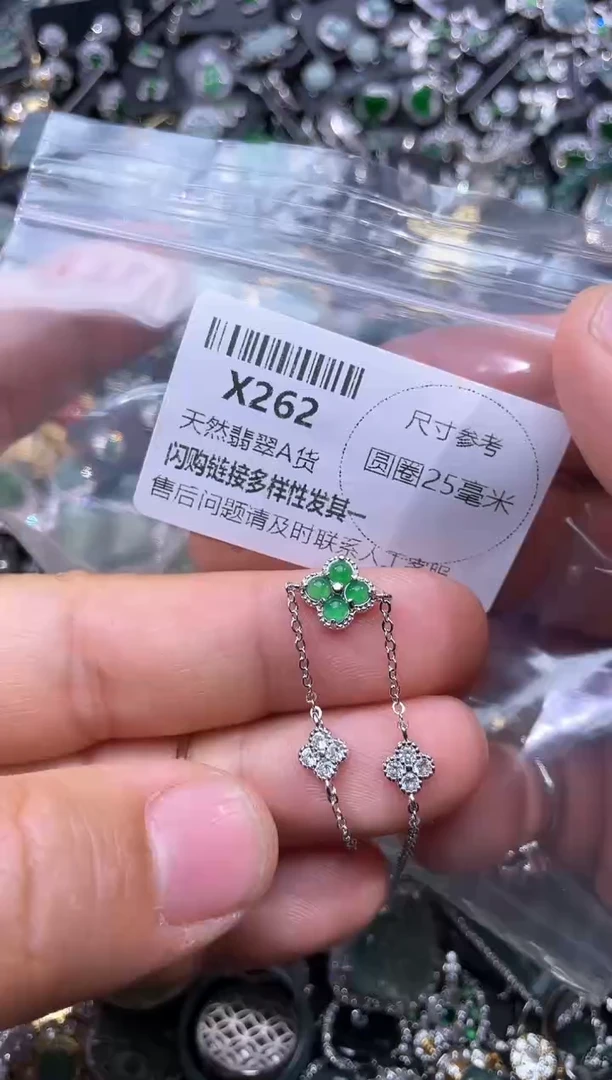 X262
天然翡翠A货
闪购链接多样性发其一
售后问题请及时联系人工客服
尺寸参考
圆圈25毫米